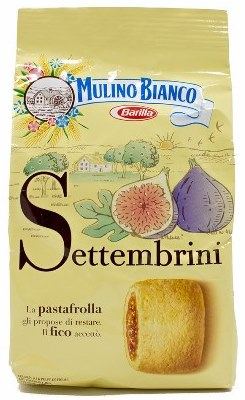 MULINO BIANCO
Barilla
Settembrini
La pastafrolla
gli propose di restare.
Il fico accettò.